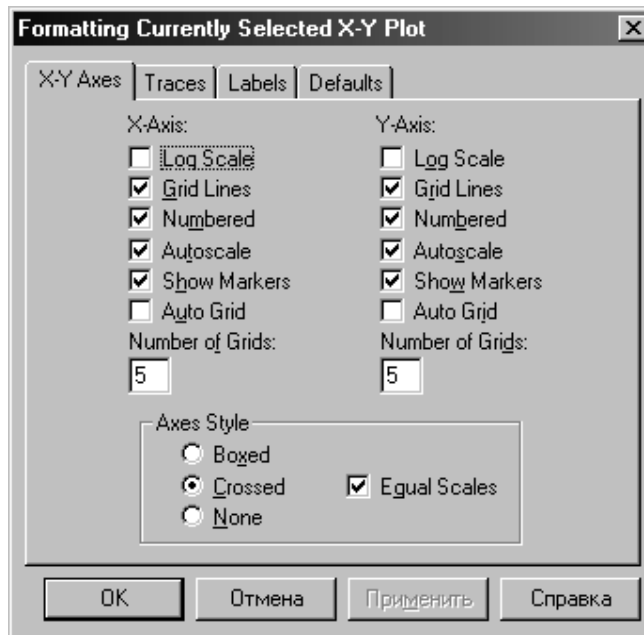 Formatting Currently Selected X-Y Plot
X-Y Axes Traces Labels Defaults
X-Axis: Y-Axis:
Log Scale Log Scale
Grid Lines Grid Lines
Numbered Numbered
Autoscale Autoscale
Show Markers Show Markers
Auto Grid Auto Grid
Number of Grids: Number of Grids:
5 5
Axes Style
Boxed
Crossed Equal Scales
None
OK Отмена Применить Справка